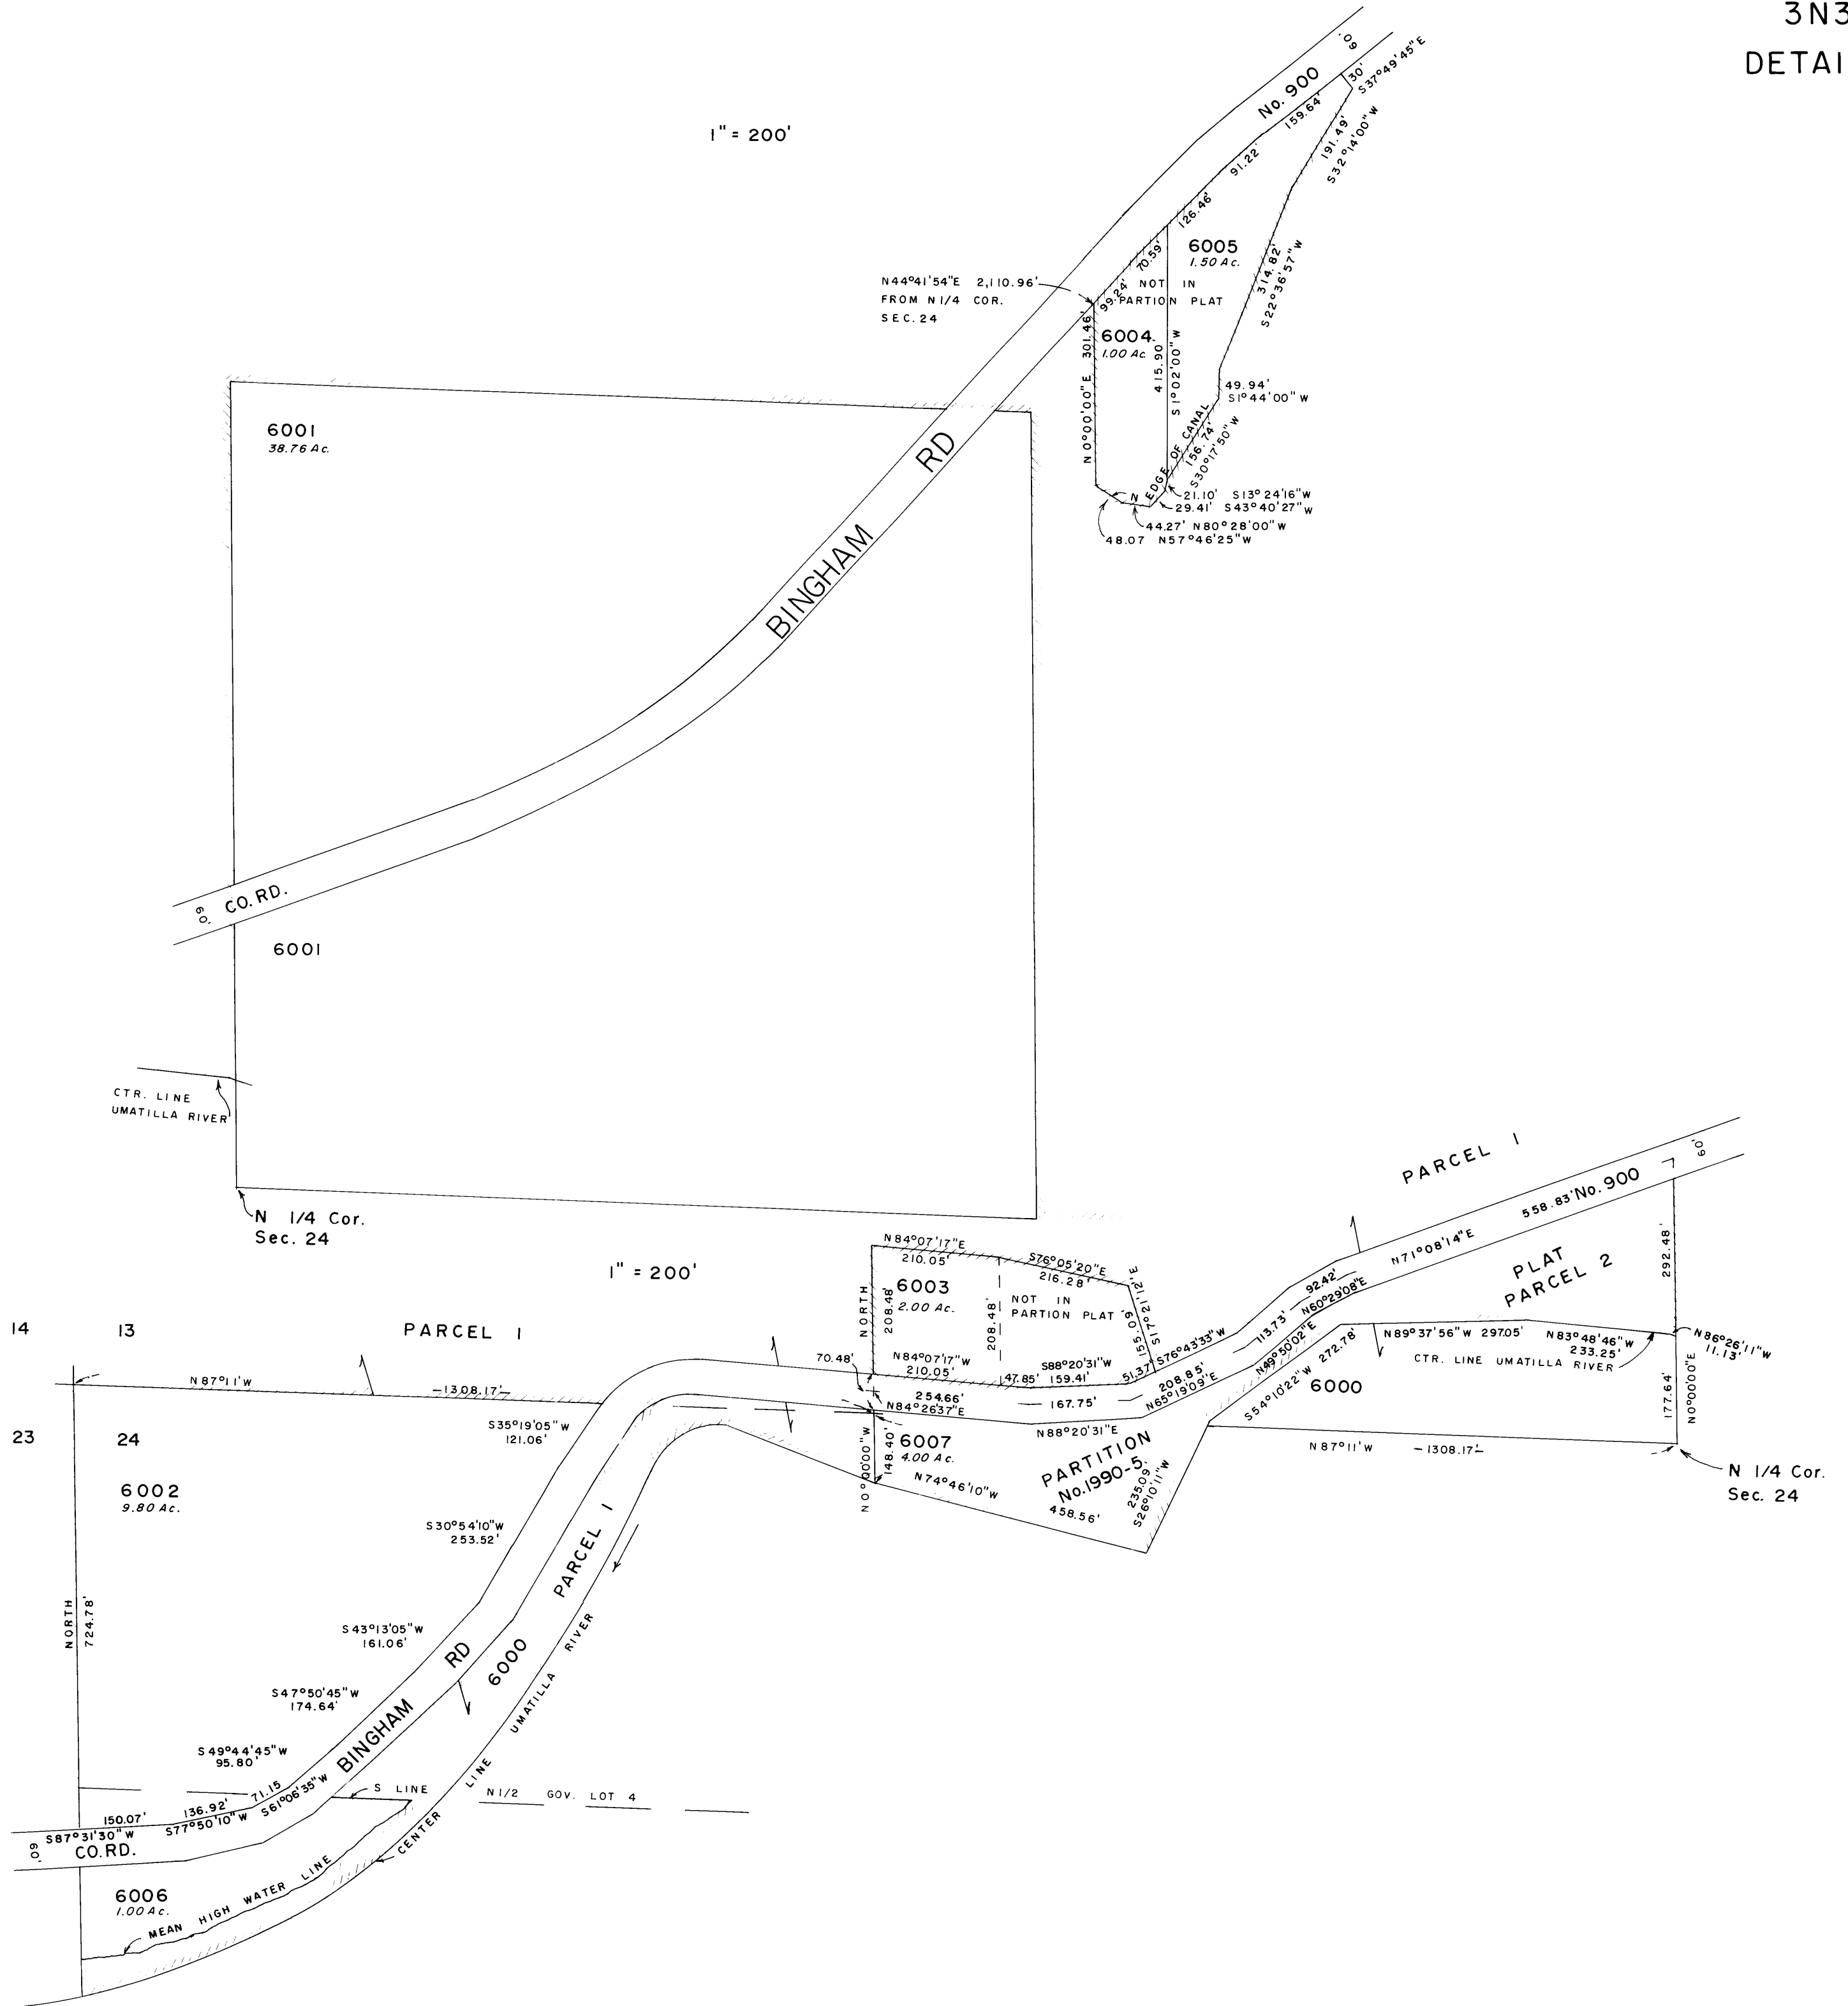 3N3
DETAI
1" = 200'
60'
No. 900
30'
S37°49'45"E
159.64'
191.49'
S32°14'00"W
91.22'
126.46'
6005
1.50 Ac.
70.59'
314.82'
S22°36'57"W
N44°41'54"E 2,110.96'
FROM N 1/4 COR.
SEC. 24
99.24'
NOT IN
PARTION PLAT
6004
1.00 Ac.
N 0°00'00"E 301.46'
415.90
S1°02'00"W
49.94'
S1°44'00"W
N EDGE OF CANAL
156.74'
S30°17'50"W
21.10' S13°24'16"W
29.41' S43°40'27"W
44.27' N80°28'00"W
48.07 N57°46'25"W
6001
38.76 Ac.
RD
BINGHAM
CO. RD.
60'
6001
CTR. LINE
UMATILLA RIVER
N 1/4 Cor.
Sec. 24
1" = 200'
PARCEL 1
60'
558.83' No. 900
N71°08'14"E
PLAT
PARCEL 2
292.48'
N84°07'17"E
210.05'
S76°05'20"E
216.28'
6003
2.00 Ac.
NORTH
208.48'
208.48'
NOT IN
PARTION PLAT
155.09'
S17°21'12"E
92.42'
N60°29'08"E
113.73'
N49°50'02"E
S76°43'33"W
51.37'
N84°07'17"W
210.05'
47.85'
S88°20'31"W
159.41'
70.48'
254.66'
N84°26'37"E
167.75'
N88°20'31"E
208.85'
N65°19'09"E
272.78'
S54°10'22"W
N89°37'56"W 297.05'
N83°48'46"W
233.25'
N86°26'11"W
11.13'
CTR. LINE UMATILLA RIVER
6000
177.64'
N0°00'00"E
N87°11'W -1308.17'-
N 1/4 Cor.
Sec. 24
14
13
PARCEL 1
N87°11'W
-1308.17'-
23
24
6002
9.80 Ac.
S35°19'05"W
121.06'
N0°00'00"W
148.40'
6007
4.00 Ac.
N74°46'10"W
458.56'
PARTITION
No.1990-5
235.09'
S26°10'11"W
S30°54'10"W
253.52'
PARCEL 1
NORTH
724.78'
S43°13'05"W
161.06'
RD
6000
UMATILLA RIVER
S47°50'45"W
174.64'
BINGHAM
S49°44'45"W
95.80'
71.15
S61°06'35"W
S LINE
N1/2 GOV. LOT 4
150.07'
S87°31'30"W
136.92'
S77°50'10"W
60'
CO.RD.
CENTER LINE
6006
1.00 Ac.
MEAN HIGH WATER LINE